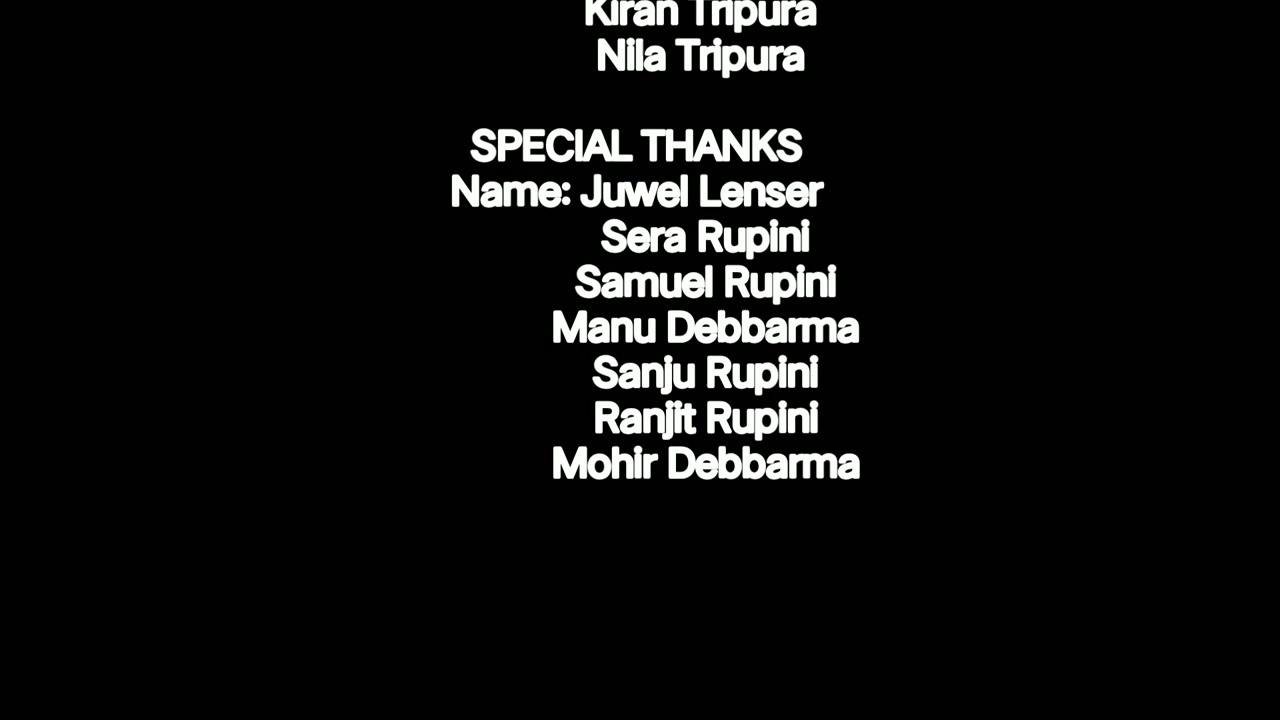 Kiran Tripura
Nila Tripura
SPECIAL THANKS
Name: Juwel Lenser
Sera Rupini
Samuel Rupini
Manu Debbarma
Sanju Rupini
Ranjit Rupini
Mohir Debbarma